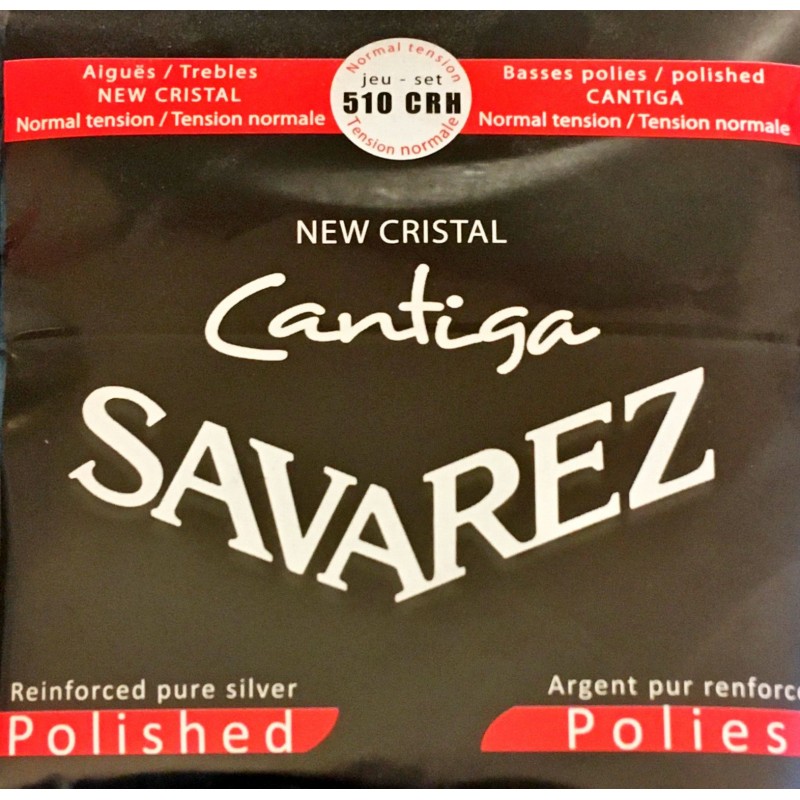 Aiguës / Trebles
NEW CRISTAL
Normal tension / Tension normale
Normal tension
jeu - set
510 CRH
Tension normale
Basses polies / polished
CANTIGA
Normal tension / Tension normale
NEW CRISTAL
Cantiga
SAVAREZ
Reinforced pure silver
Polished
Argent pur renforc
Polies